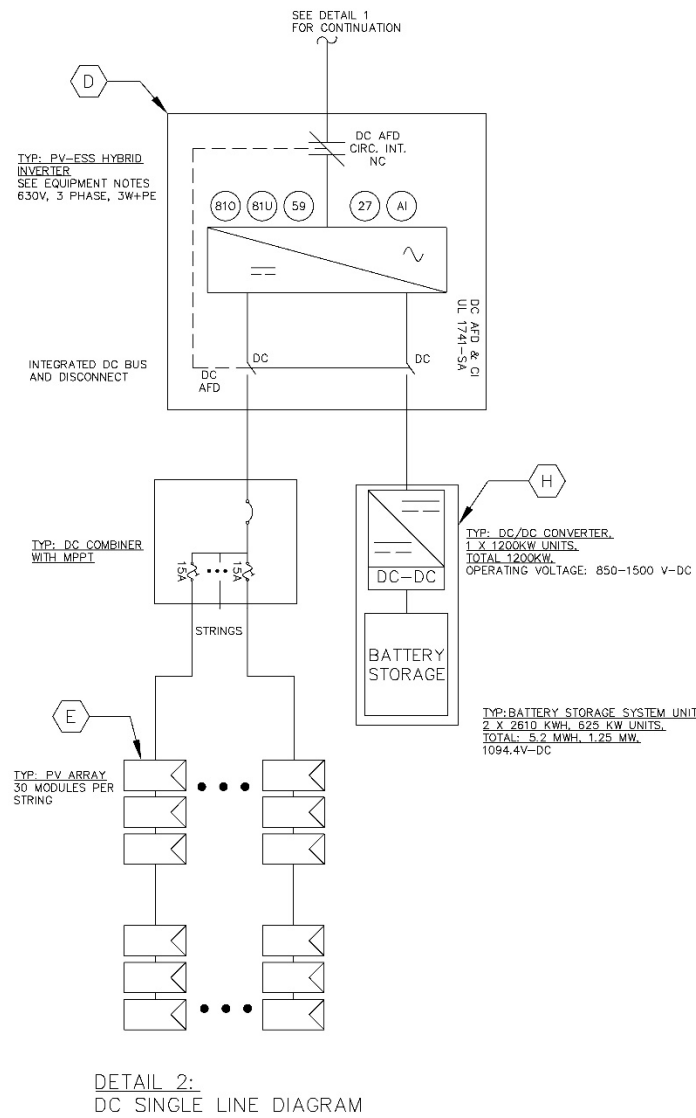 SEE DETAIL 1
FOR CONTINUATION
D
TYP: PV-ESS HYBRID
INVERTER
SEE EQUIPMENT NOTES
630V, 3 PHASE, 3W+PE
DC AFD
CIRC. INT.
NC
81O
81U
59
27
AI
DC AFD & CI
UL 1741-SA
INTEGRATED DC BUS
AND DISCONNECT
DC
DC
DC
AFD
H
TYP: DC COMBINER
WITH MPPT
15A
15A
STRINGS
DC-DC
BATTERY
STORAGE
TYP: DC/DC CONVERTER,
1 X 1200KW UNITS,
TOTAL 1200KW,
OPERATING VOLTAGE: 850-1500 V-DC
TYP:BATTERY STORAGE SYSTEM UNIT
2 X 2610 KWH, 625 KW UNITS,
TOTAL: 5.2 MWH, 1.25 MW,
1094.4V-DC
E
TYP: PV ARRAY
30 MODULES PER
STRING
DETAIL 2:
DC SINGLE LINE DIAGRAM